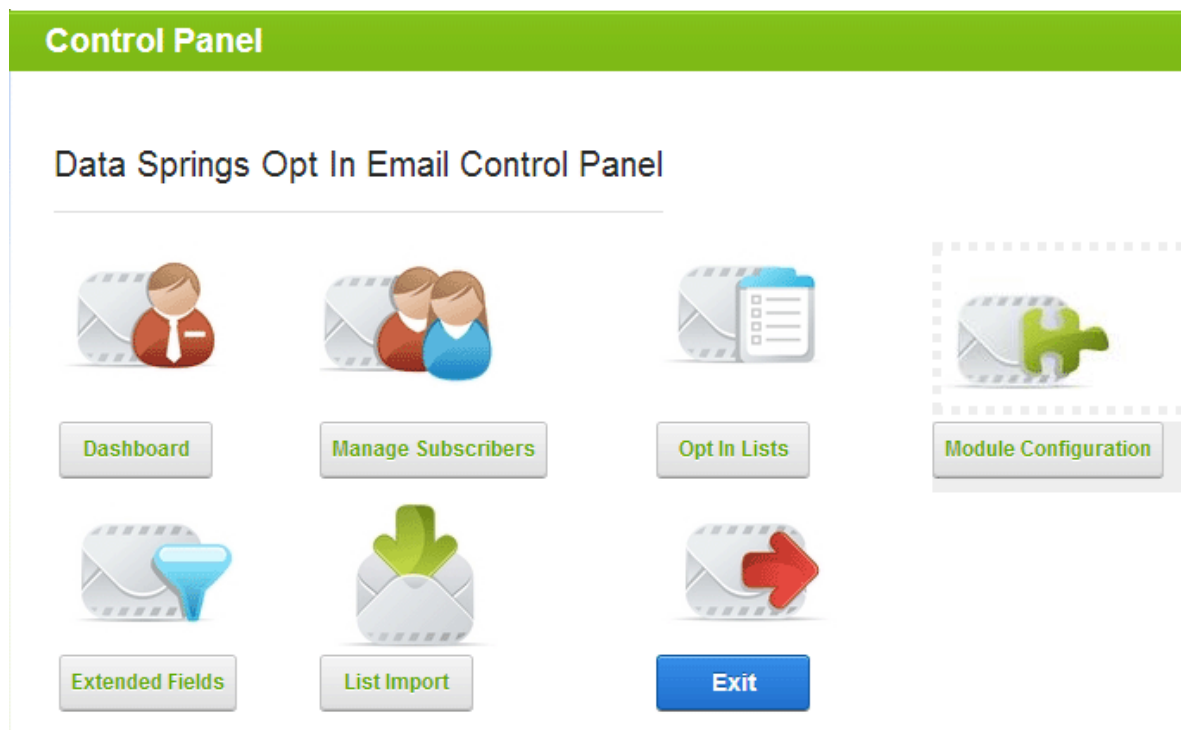 Control Panel
Data Springs Opt In Email Control Panel
Dashboard
Manage Subscribers
Opt In Lists
Module Configuration
Extended Fields
List Import
Exit